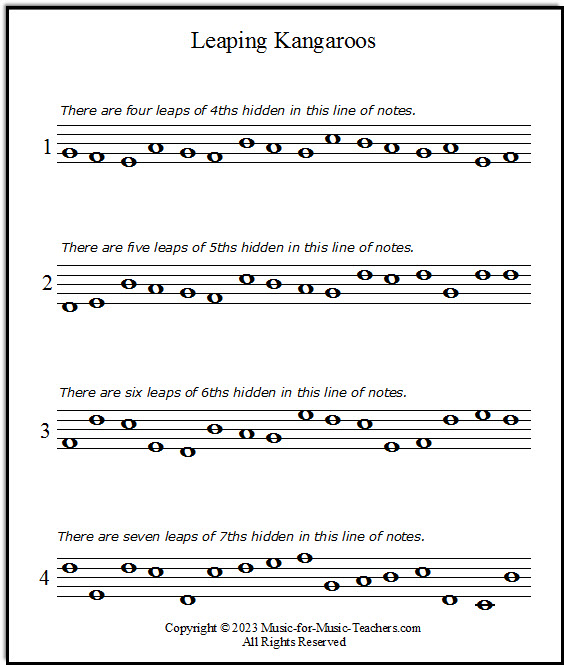 Leaping Kangaroos
There are four leaps of 4ths hidden in this line of notes.
1
There are five leaps of 5ths hidden in this line of notes.
2
There are six leaps of 6ths hidden in this line of notes.
3
There are seven leaps of 7ths hidden in this line of notes.
4
Copyright © 2023 Music-for-Music-Teachers.com
All Rights Reserved